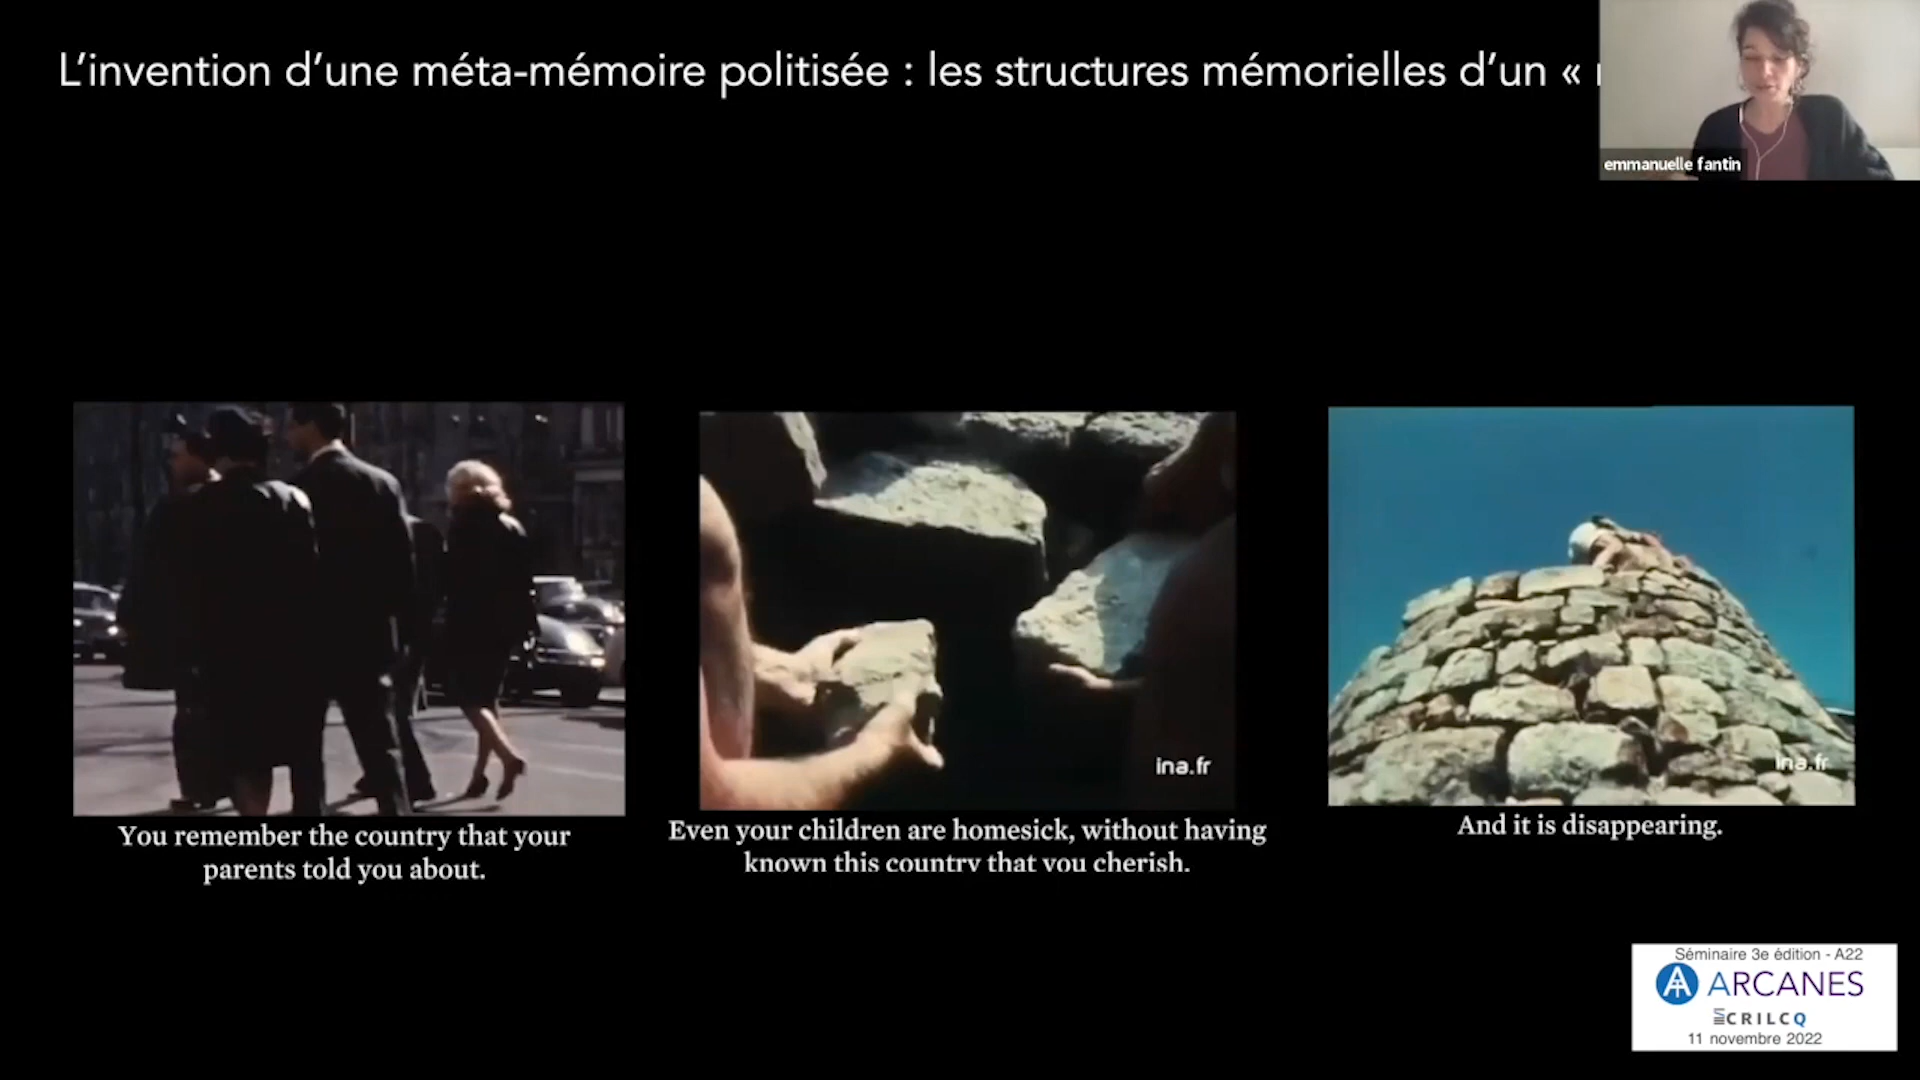 L’invention d’une méta-mémoire politisée : les structures mémorielles d’un «
emmanuelle fantin
ina.fr
ina.fr
You remember the country that your
parents told you about.
Even your children are homesick, without having
known this country that you cherish.
And it is disappearing.
Séminaire 3e édition - A22
ARCANES
CRILCQ
11 novembre 2022